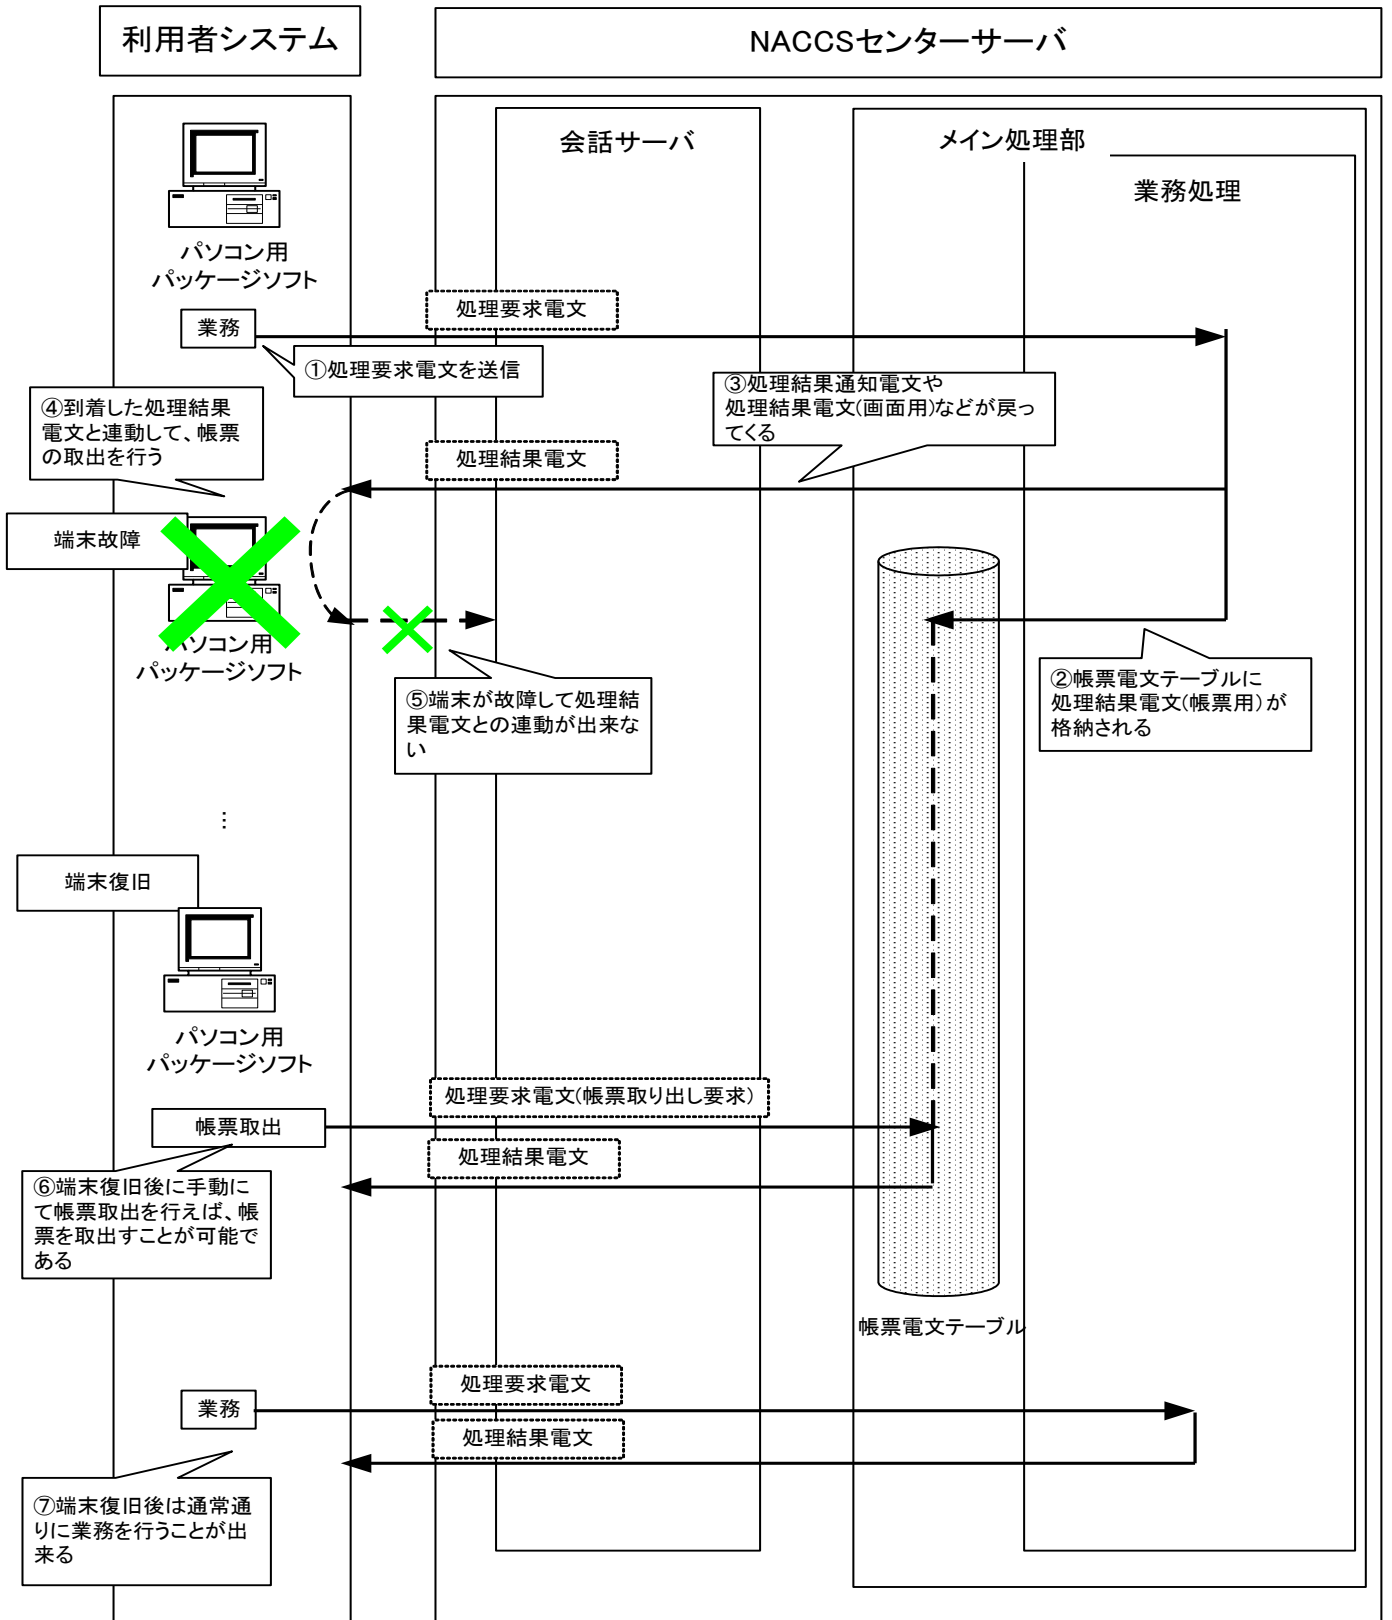 利用者システム
NACCSセンターサーバ
会話サーバ
メイン処理部
業務処理
パソコン用
パッケージソフト
処理要求電文
業務
①処理要求電文を送信
③処理結果通知電文や
処理結果電文(画面用)などが戻っ
てくる
④到着した処理結果
電文と連動して、帳票
の取出を行う
処理結果電文
端末故障
パソコン用
パッケージソフト
②帳票電文テーブルに
処理結果電文(帳票用)が
格納される
⑤端末が故障して処理結
果電文との連動が出来な
い
…
端末復旧
パソコン用
パッケージソフト
処理要求電文(帳票取り出し要求)
帳票取出
処理結果電文
⑥端末復旧後に手動に
て帳票取出を行えば、帳
票を取出すことが可能で
ある
帳票電文テーブル
処理要求電文
業務
処理結果電文
⑦端末復旧後は通常通
りに業務を行うことが出
来る